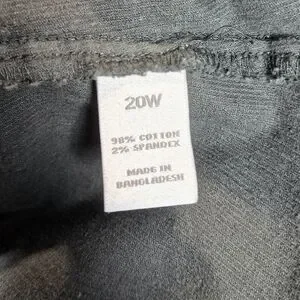 20W
98% COTTON
2% SPANDEX
MADE IN
BANGLADESH